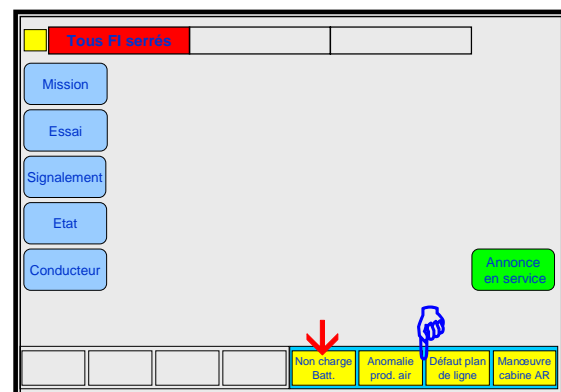 Tous FI serrés
Mission
Essai
Signalement
Etat
Conducteur
Annonce
en service
Non charge
Batt.
Anomalie
prod. air
Défaut plan
de ligne
Manœuvre
cabine AR